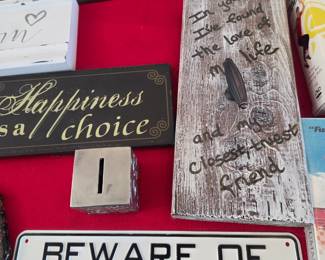 Happiness
is a choice
In you
I've found
the love of
my life
and my
closest, truest
friend
BEWARE OF